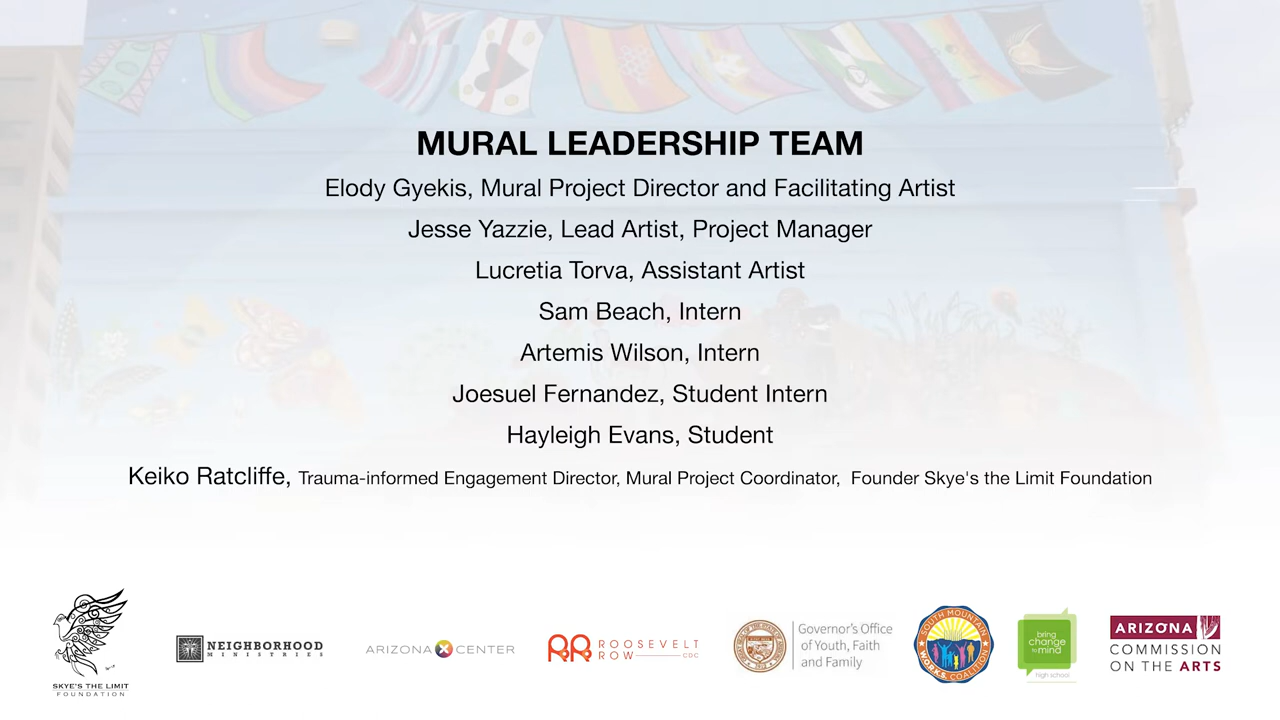 MURAL LEADERSHIP TEAM
Elody Gyekis, Mural Project Director and Facilitating Artist
Jesse Yazzie, Lead Artist, Project Manager
Lucretia Torva, Assistant Artist
Sam Beach, Intern
Artemis Wilson, Intern
Joesuel Fernandez, Student Intern
Hayleigh Evans, Student
Keiko Ratcliffe, Trauma-informed Engagement Director, Mural Project Coordinator, Founder Skye's the Limit Foundation
SKYE'S THE LIMIT
FOUNDATION
NEIGHBORHOOD
MINISTRIES
ARIZONA CENTER
ROOSEVELT
ROW CDC
Governor's Office
of Youth, Faith
and Family
SOUTH MOUNTAIN
W.O.R.K.S. COALITION
bring
change
to mind
high school
ARIZONA
COMMISSION
ON THE ARTS